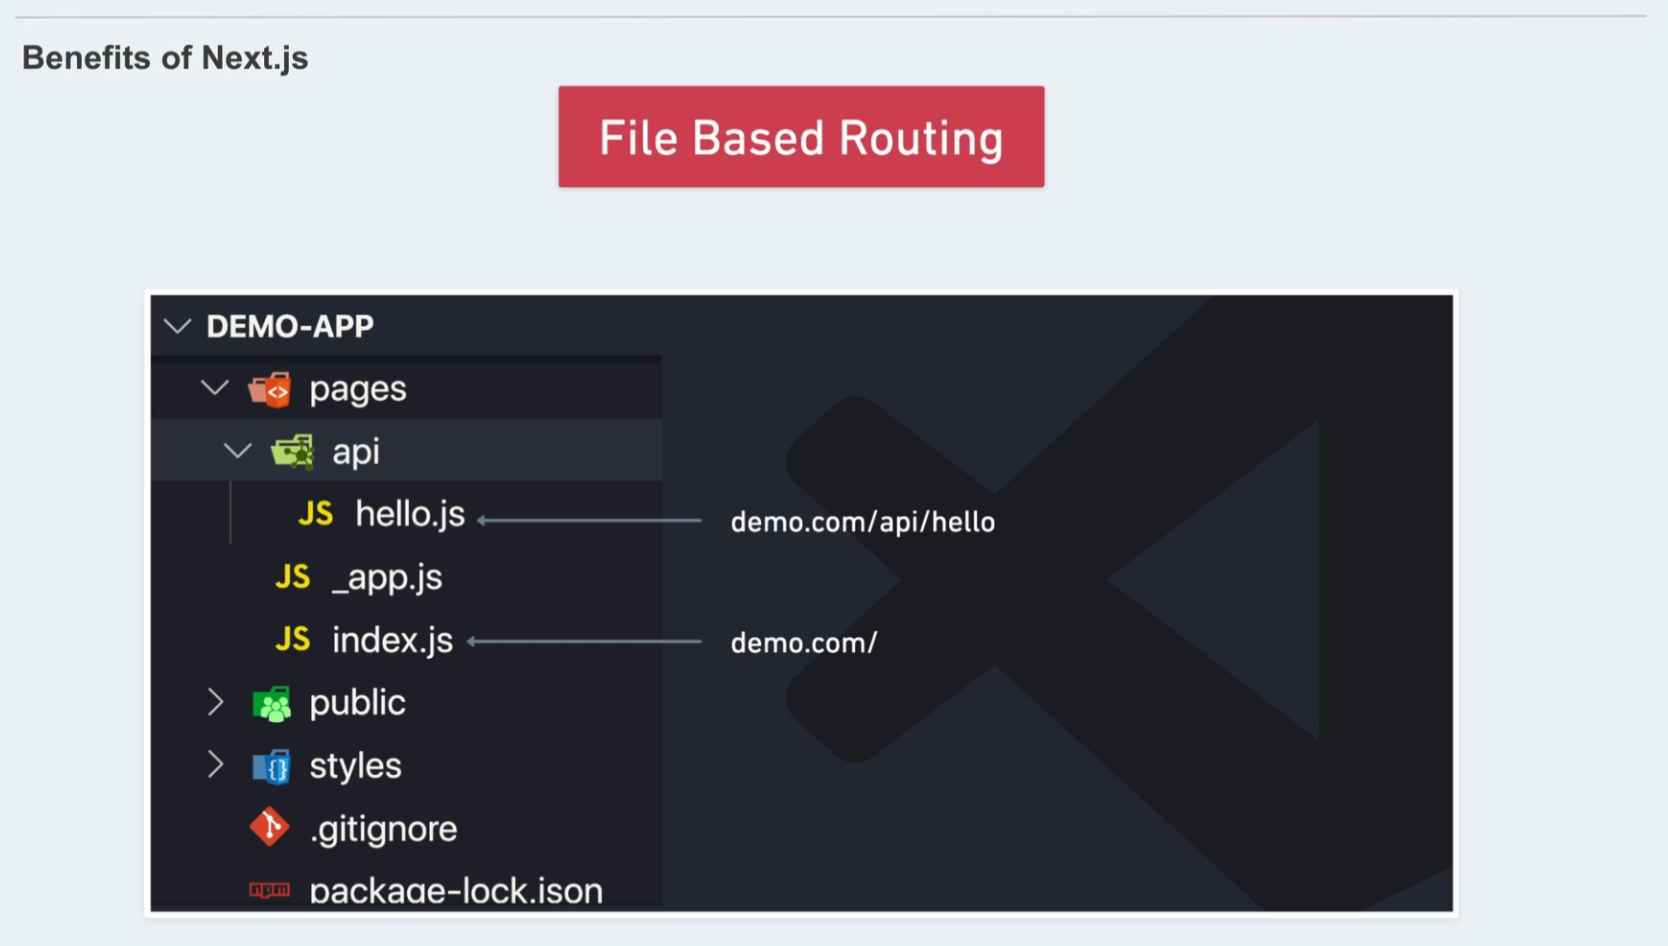 Benefits of Next.js
File Based Routing
DEMO-APP
pages
api
JS hello.js
demo.com/api/hello
JS _app.js
JS index.js
demo.com/
public
styles
.gitignore
npm package-lock.json